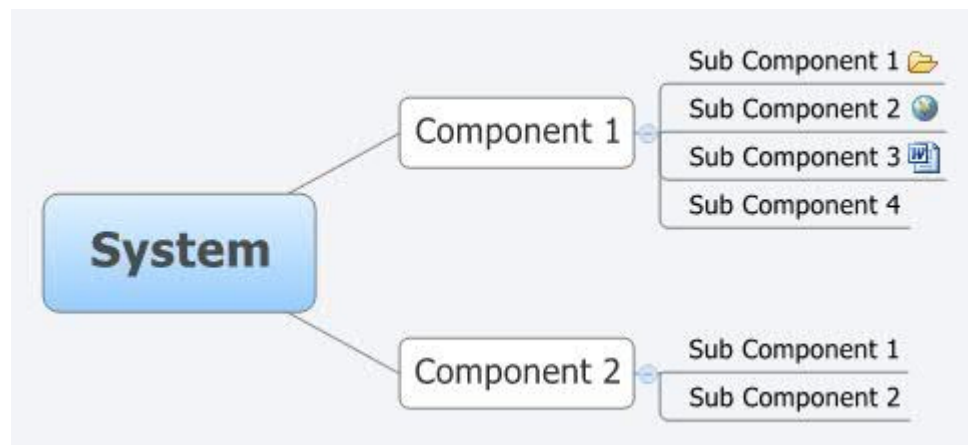 System
Component 1
Sub Component 1
Sub Component 2
Sub Component 3
Sub Component 4
Component 2
Sub Component 1
Sub Component 2